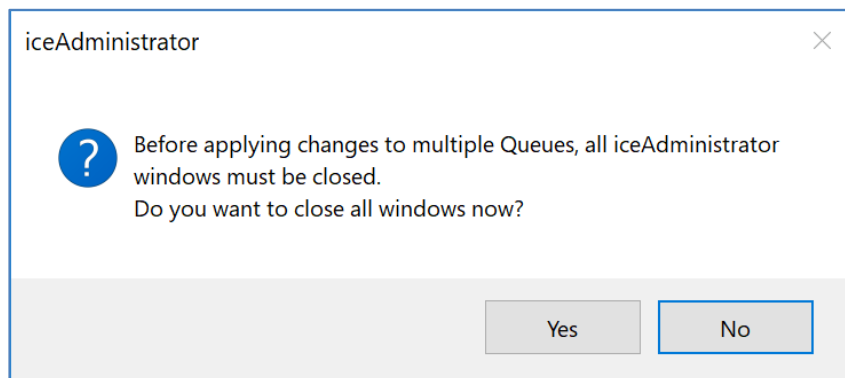 iceAdministrator
Before applying changes to multiple Queues, all iceAdministrator
windows must be closed.
Do you want to close all windows now?
Yes
No